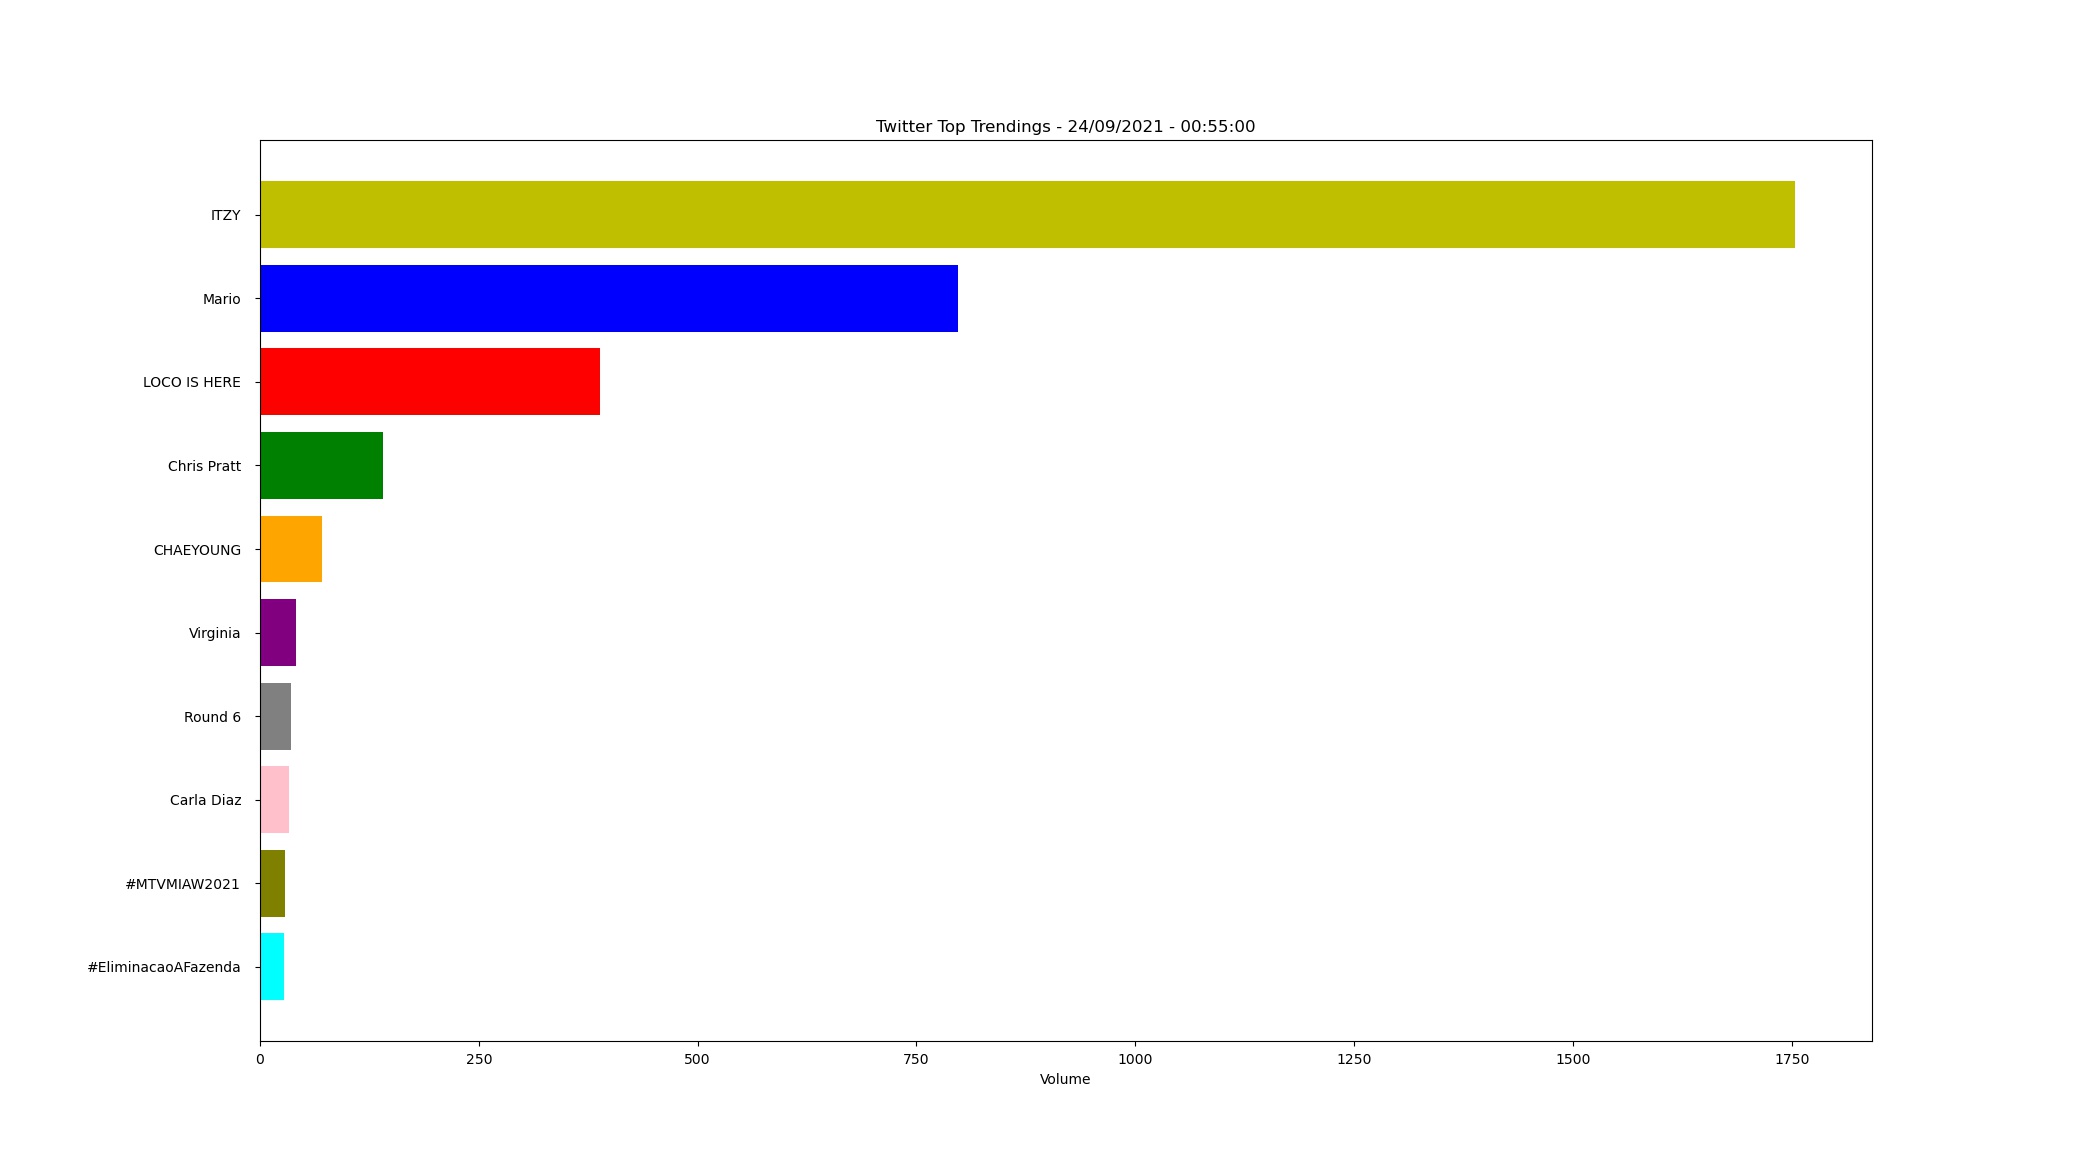 Twitter Top Trendings - 24/09/2021 - 00:55:00
ITZY
Mario
LOCO IS HERE
Chris Pratt
CHAEYOUNG
Virginia
Round 6
Carla Diaz
#MTVMIAW2021
#EliminacaoAFazenda
0 250 500 750 1000 1250 1500 1750
Volume